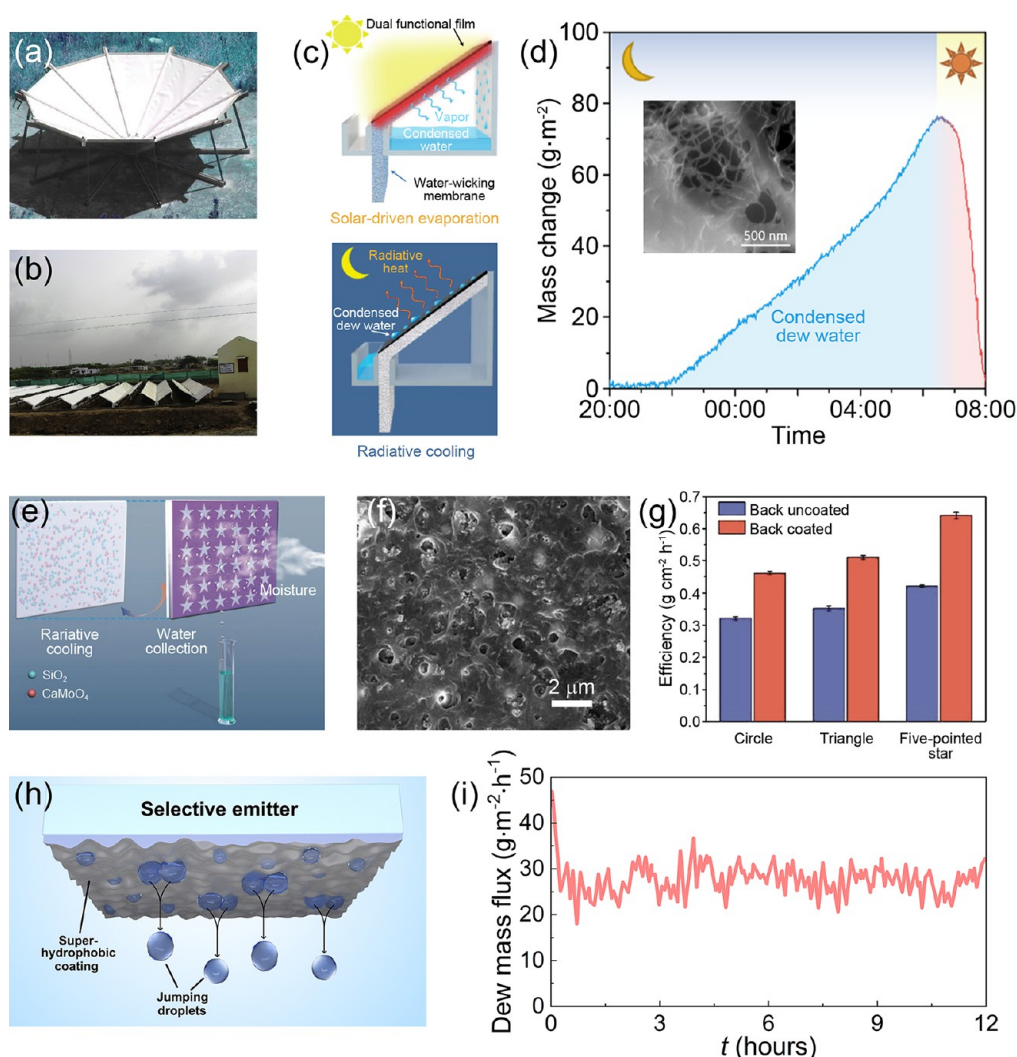 (a)
(b)
(c)
Dual functional film
Vapor
Condensed
water
Water-wicking
membrane
Solar-driven evaporation
Radiative
heat
Condensed
dew water
Radiative cooling
(d)
100
80
60
40
20
0
Mass change (g·m⁻²)
500 nm
Condensed
dew water
20:00
00:00
04:00
08:00
Time
(e)
Moisture
Rariative
cooling
Water
collection
SiO₂
CaMoO₄
(f)
2 μm
(g)
0.7
0.6
0.5
0.4
0.3
0.2
0.1
0.0
Efficiency (g cm⁻² h⁻¹)
Back uncoated
Back coated
Circle
Triangle
Five-pointed
star
(h)
Selective emitter
Super-
hydrophobic
coating
Jumping
droplets
(i)
50
40
30
20
10
0
Dew mass flux (g·m⁻²·h⁻¹)
0
3
6
9
12
t (hours)